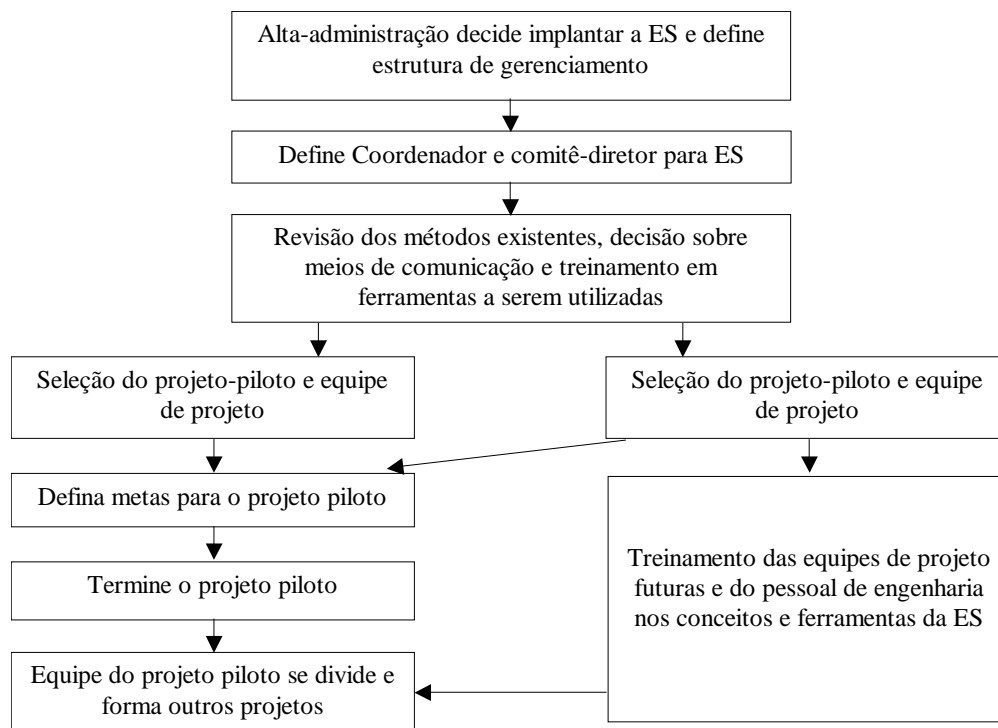 Alta-administração decide implantar a ES e define
estrutura de gerenciamento
Define Coordenador e comitê-diretor para ES
Revisão dos métodos existentes, decisão sobre
meios de comunicação e treinamento em
ferramentas a serem utilizadas
Seleção do projeto-piloto e equipe
de projeto
Seleção do projeto-piloto e equipe
de projeto
Defina metas para o projeto piloto
Termine o projeto piloto
Treinamento das equipes de projeto
futuras e do pessoal de engenharia
nos conceitos e ferramentas da ES
Equipe do projeto piloto se divide e
forma outros projetos